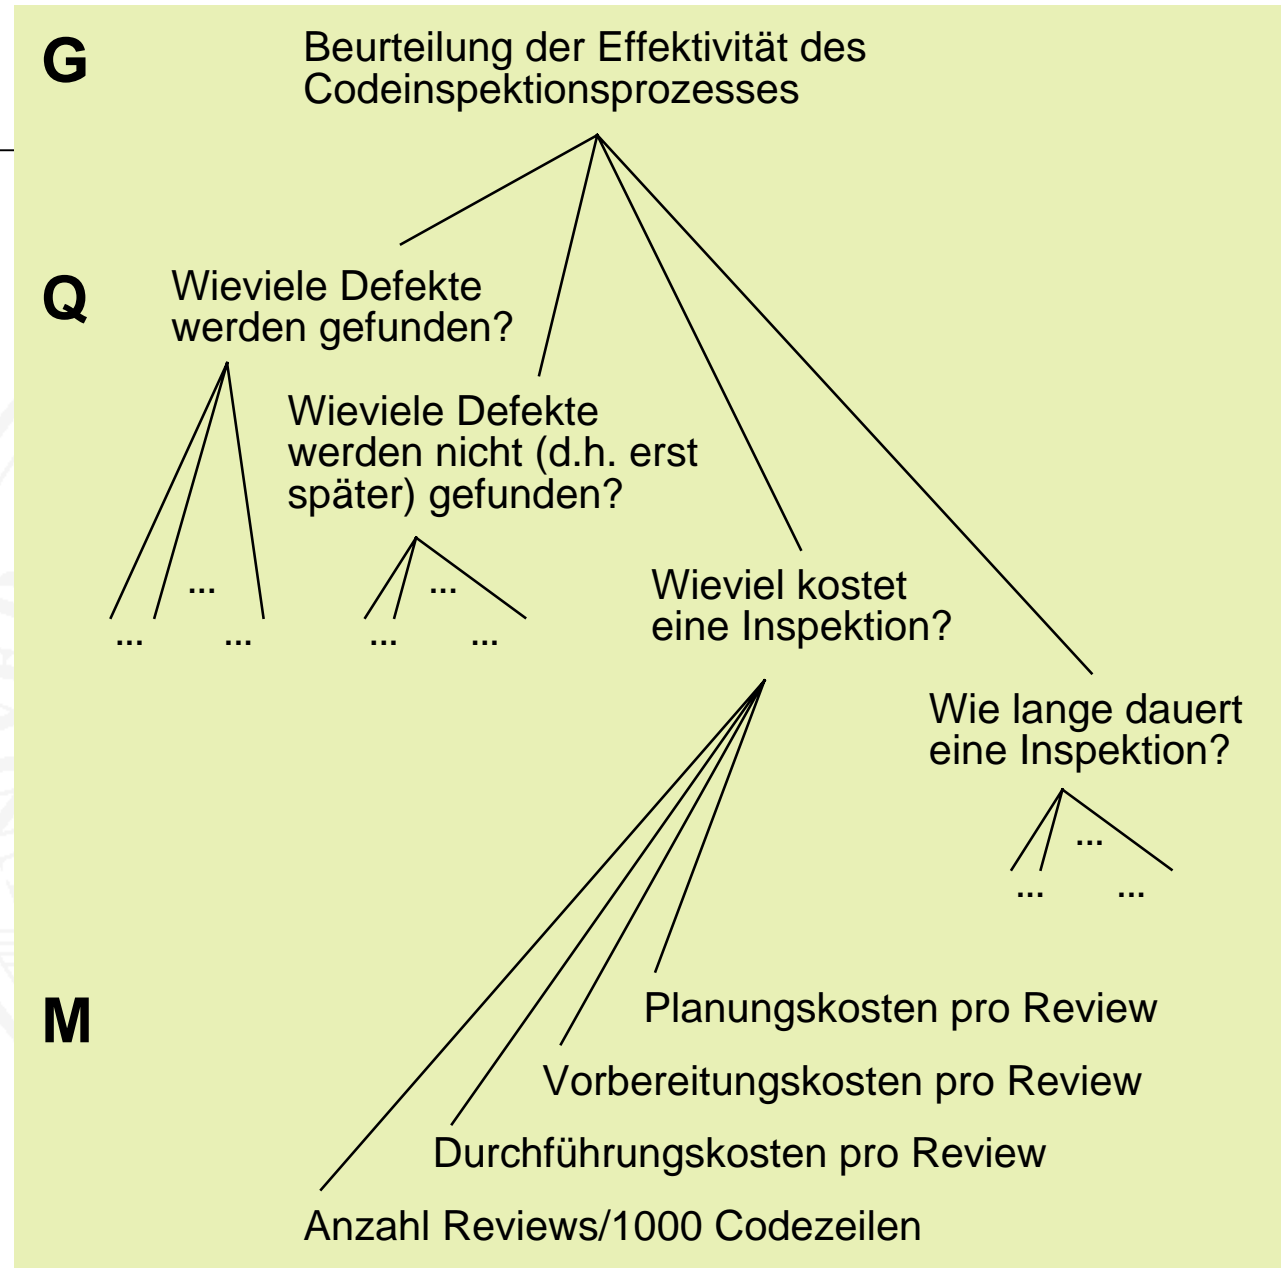 G
Beurteilung der Effektivität des
Codeinspektionsprozesses
Q
Wieviele Defekte
werden gefunden?
Wieviele Defekte
werden nicht (d.h. erst
später) gefunden?
...
... ...
...
... ...
Wieviel kostet
eine Inspektion?
Wie lange dauert
eine Inspektion?
...
... ...
M
Planungskosten pro Review
Vorbereitungskosten pro Review
Durchführungskosten pro Review
Anzahl Reviews/1000 Codezeilen